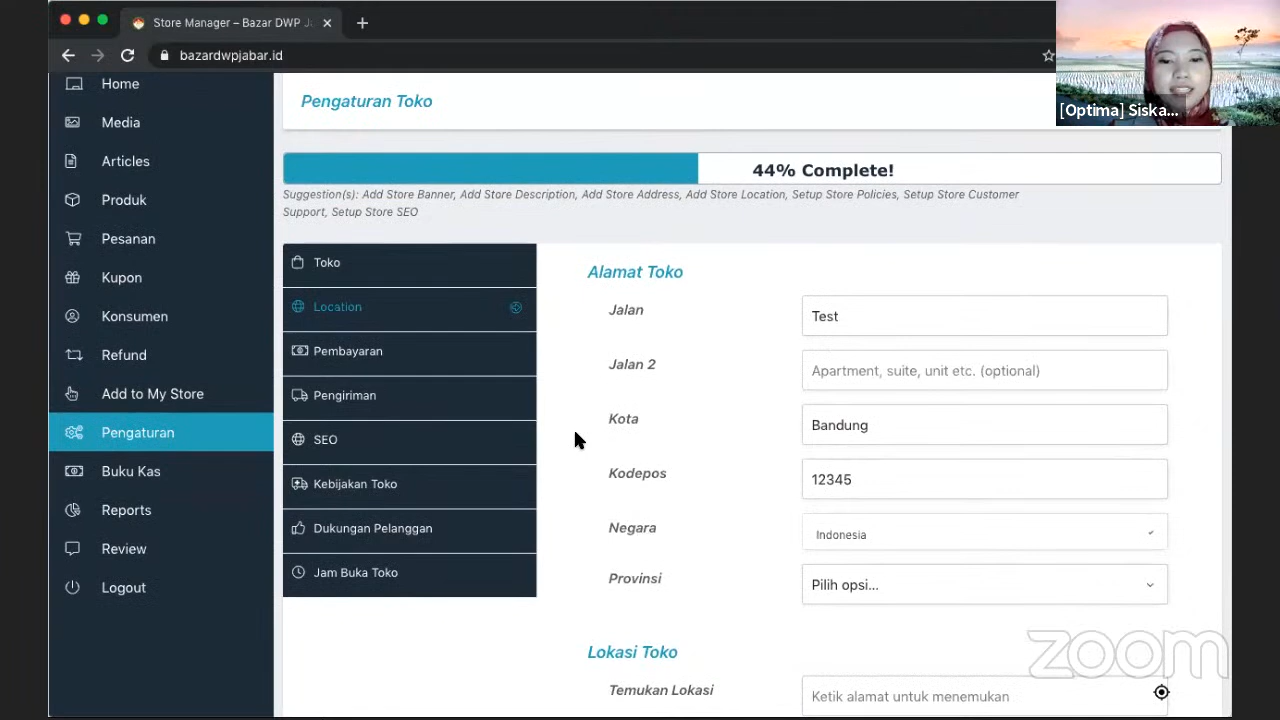 Store Manager – Bazar DWP J
bazardwpjabar.id
[Optima] Siska...
Home
Media
Articles
Produk
Pesanan
Kupon
Konsumen
Refund
Add to My Store
Pengaturan
Buku Kas
Reports
Review
Logout
Pengaturan Toko
44% Complete!
Suggestion(s): Add Store Banner, Add Store Description, Add Store Address, Add Store Location, Setup Store Policies, Setup Store Customer
Support, Setup Store SEO
Toko
Location
Pembayaran
Pengiriman
SEO
Kebijakan Toko
Dukungan Pelanggan
Jam Buka Toko
Alamat Toko
Jalan
Test
Jalan 2
Apartment, suite, unit etc. (optional)
Kota
Bandung
Kodepos
12345
Negara
Indonesia
Provinsi
Pilih opsi...
Lokasi Toko
Temukan Lokasi
Ketik alamat untuk menemukan
zoom